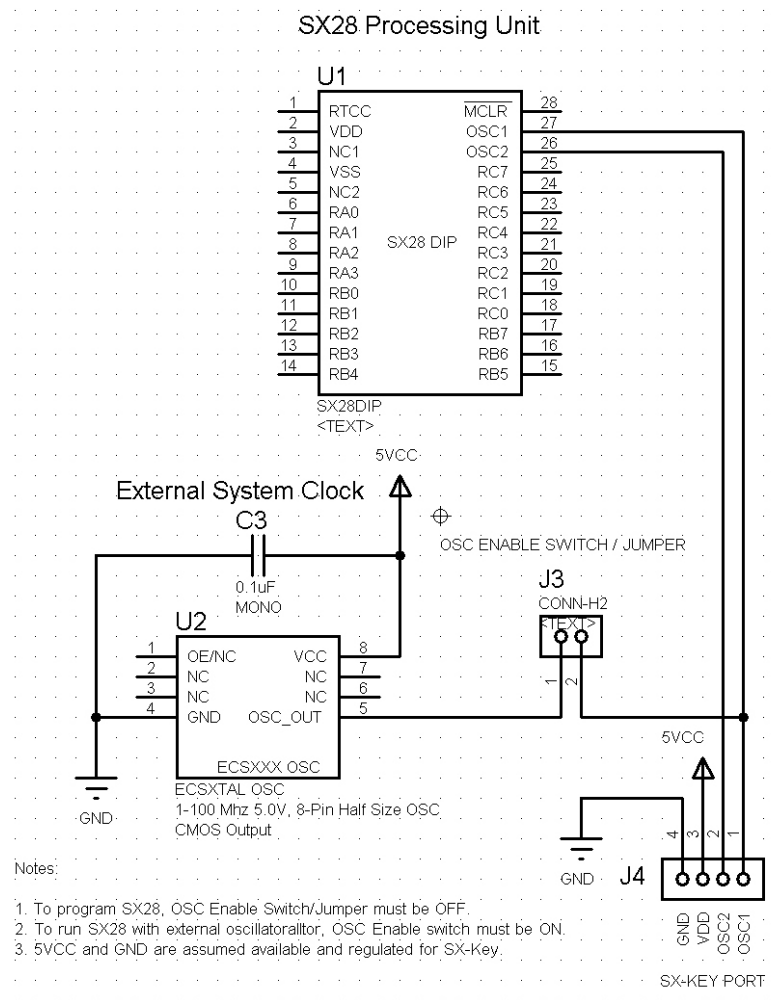 SX28 Processing Unit
U1
1 RTCC MCLR 28
2 VDD OSC1 27
3 NC1 OSC2 26
4 VSS RC7 25
5 NC2 RC6 24
6 RA0 RC5 23
7 RA1 RC4 22
SX28 DIP
8 RA2 RC3 21
9 RA3 RC2 20
10 RB0 RC1 19
11 RB1 RC0 18
12 RB2 RB7 17
13 RB3 RB6 16
14 RB4 RB5 15
SX28DIP
<TEXT>
5VCC
External System Clock
C3
0.1uF
MONO
OSC ENABLE SWITCH / JUMPER
J3
CONN-H2
<TEXT>
1 2
U2
1 OE/NC VCC 8
2 NC NC 7
3 NC NC 6
4 GND OSC_OUT 5
ECSXXX OSC
ECSXTAL OSC
1-100 Mhz 5.0V, 8-Pin Half Size OSC
CMOS Output
GND
5VCC
4 3 2 1
GND
J4
GND VDD OSC2 OSC1
SX-KEY PORT
Notes:
1. To program SX28, OSC Enable Switch/Jumper must be OFF.
2. To run SX28 with external oscillatoralltor, OSC Enable switch must be ON.
3. 5VCC and GND are assumed available and regulated for SX-Key.